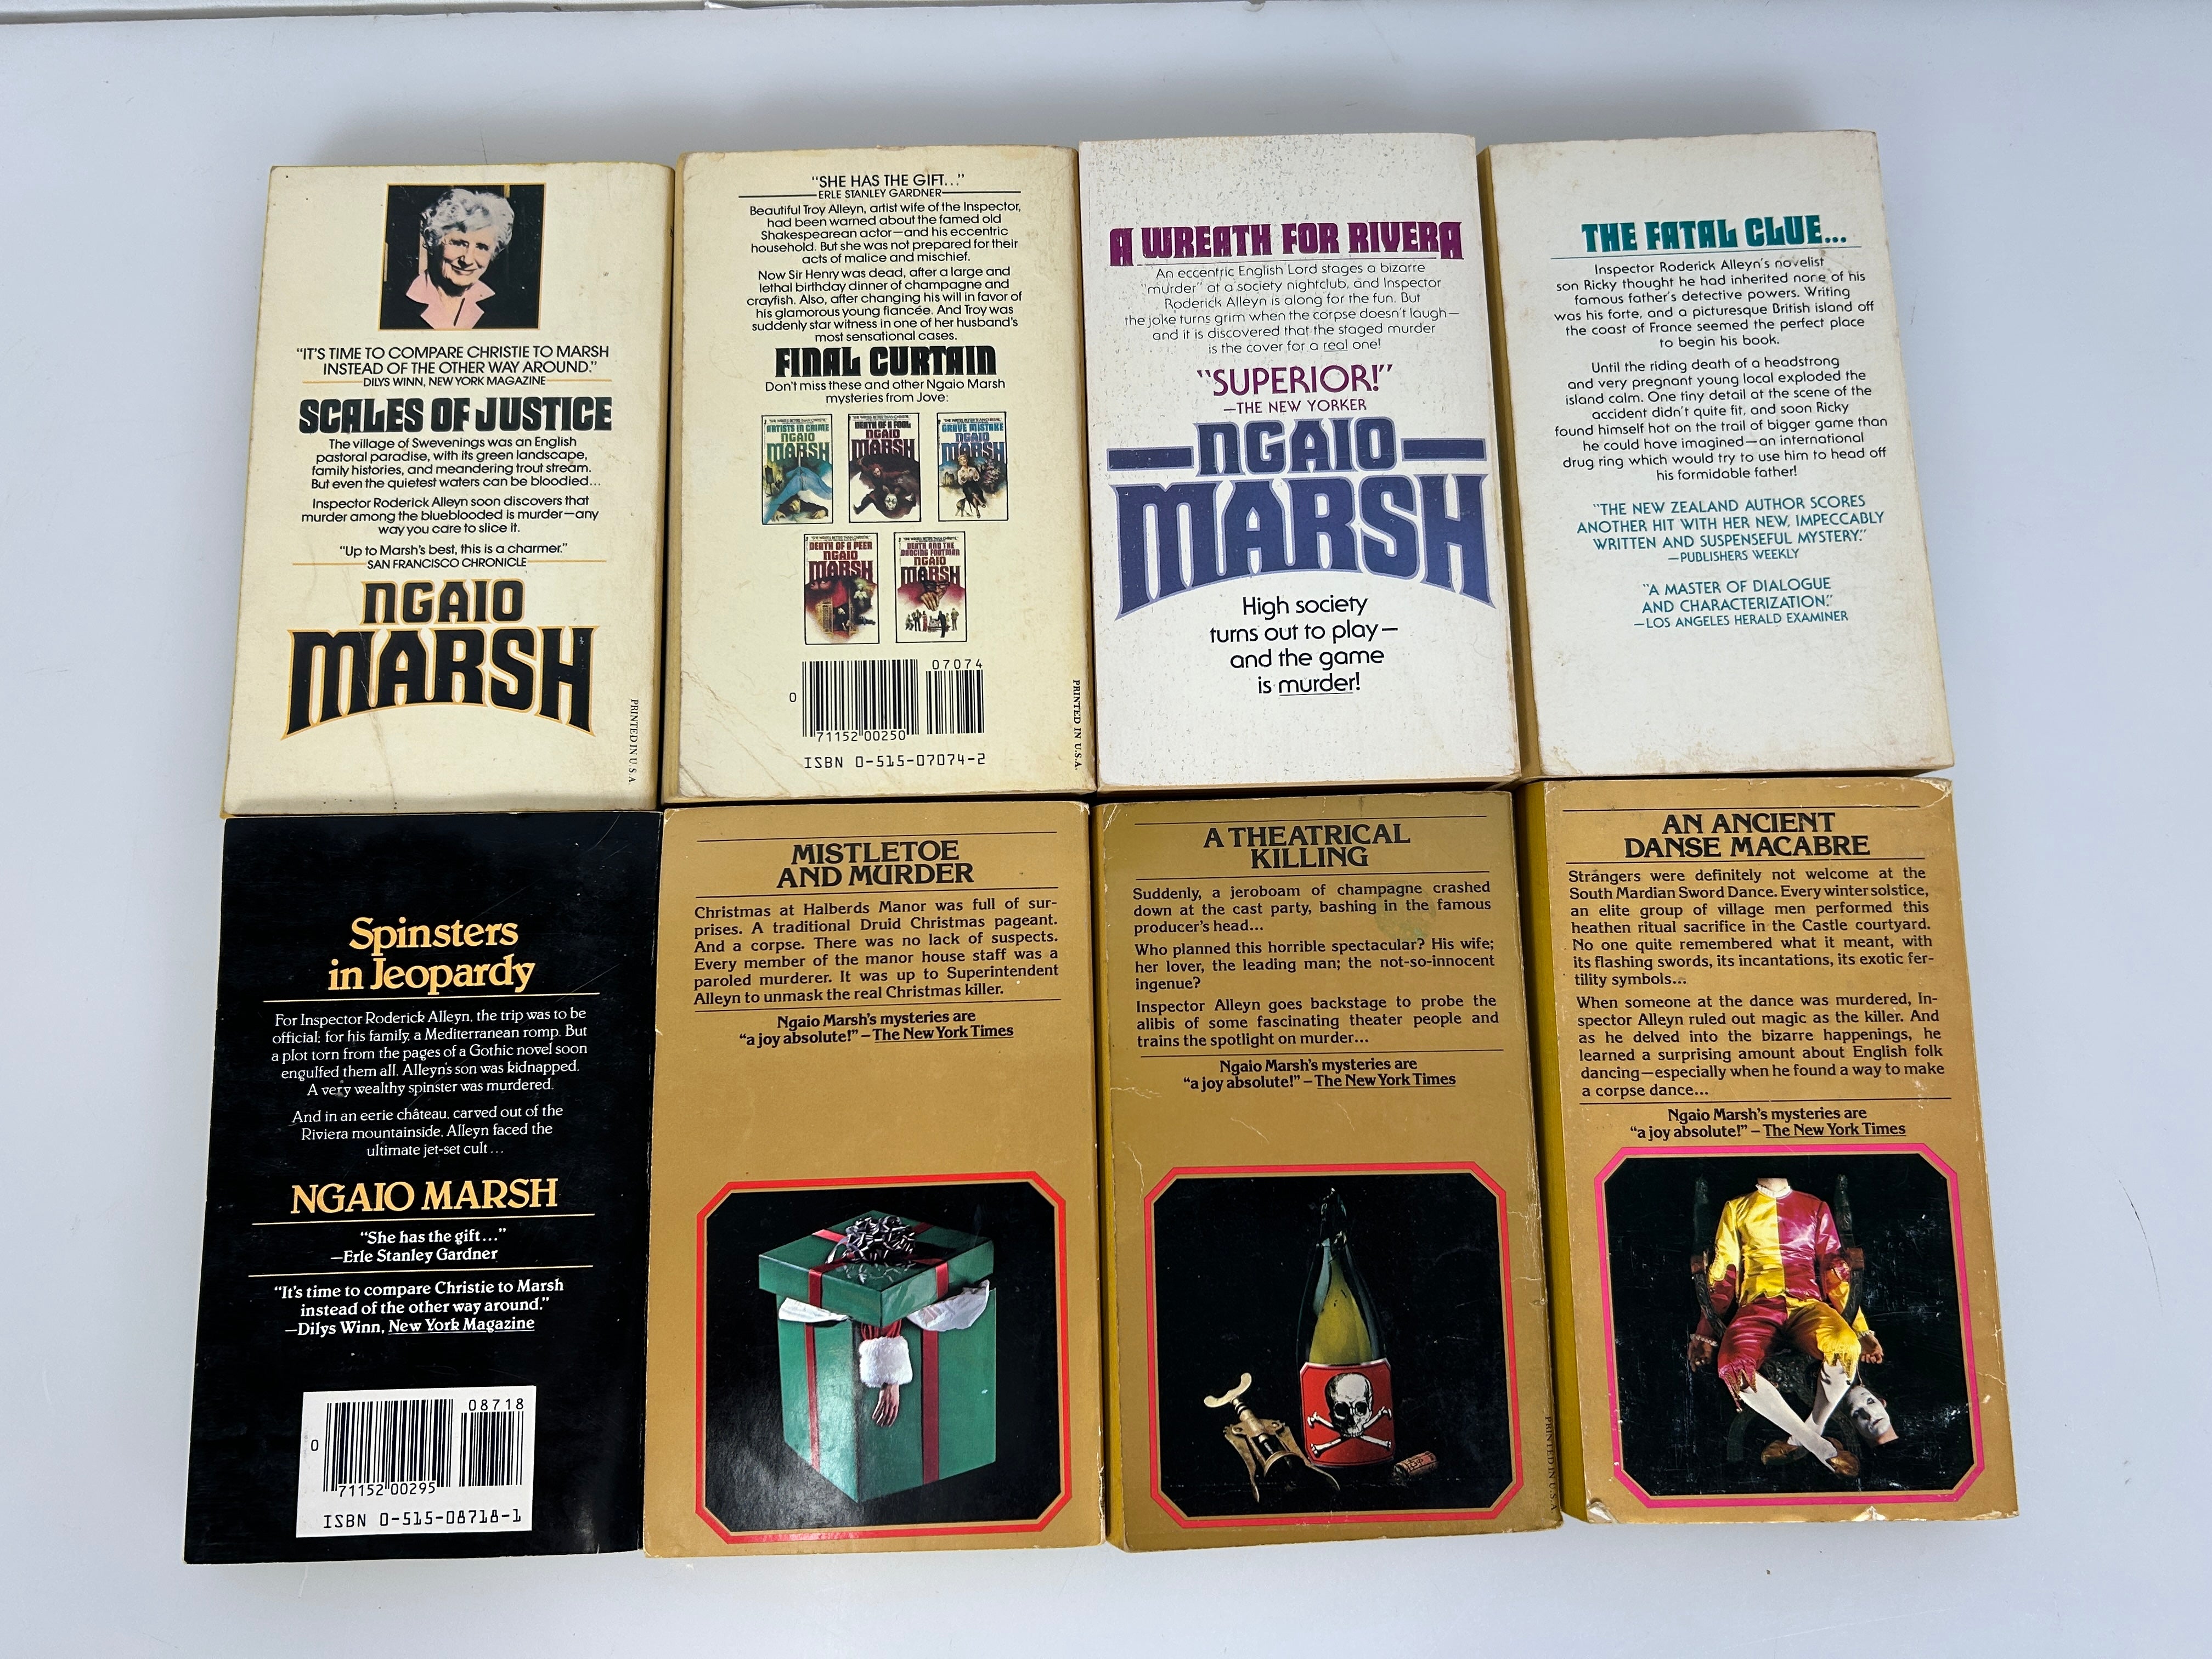 "IT'S TIME TO COMPARE CHRISTIE TO MARSH
INSTEAD OF THE OTHER WAY AROUND."
DILYS WINN, NEW YORK MAGAZINE
SCALES OF JUSTICE
The village of Swevenings was an English
pastoral paradise, with its green landscape,
family histories, and meandering trout stream.
But even the quietest waters can be bloodied...
Inspector Roderick Alleyn soon discovers that
murder among the blueblooded is murder—any
way you care to slice it.
"Up to Marsh's best, this is a charmer."
SAN FRANCISCO CHRONICLE
NGAIO
MARSH
PRINTED IN U.S.A.
"SHE HAS THE GIFT..."
ERLE STANLEY GARDNER
Beautiful Troy Alleyn, artist wife of the Inspector,
had been warned about the famed old
Shakespearean actor—and his eccentric
household. But she was not prepared for their
acts of malice and mischief.
Now Sir Henry was dead, after a large and
lethal birthday dinner of champagne and
crayfish. Also, after changing his will in favor of
his glamorous young fiancée. And Troy was
suddenly star witness in one of her husband's
most sensational cases.
FINAL CURTAIN
Don't miss these and other Ngaio Marsh
mysteries from Jove:
ARTISTS IN CRIME
NGAIO
MARSH
DEATH OF A FOOL
NGAIO
MARSH
GRAVE MISTAKE
NGAIO
MARSH
DEATH OF A PEER
NGAIO
MARSH
DEATH AND THE
DANCING FOOTMAN
NGAIO
MARSH
07074
0
71152 00250
ISBN 0-515-07074-2
PRINTED IN U.S.A.
A WREATH FOR RIVERA
An eccentric English Lord stages a bizarre
"murder" at a society nightclub, and Inspector
Roderick Alleyn is along for the fun. But
the joke turns grim when the corpse doesn't laugh—
and it is discovered that the staged murder
is the cover for a real one!
"SUPERIOR!"
—THE NEW YORKER
NGAIO
MARSH
High society
turns out to play—
and the game
is murder!
THE FATAL CLUE...
Inspector Roderick Alleyn's novelist
son Ricky thought he had inherited none of his
famous father's detective powers. Writing
was his forte, and a picturesque British island off
the coast of France seemed the perfect place
to begin his book.
Until the riding death of a headstrong
and very pregnant young local exploded the
island calm. One tiny detail at the scene of the
accident didn't quite fit, and soon Ricky
found himself hot on the trail of bigger game than
he could have imagined—an international
drug ring which would try to use him to head off
his formidable father!
"THE NEW ZEALAND AUTHOR SCORES
ANOTHER HIT WITH HER NEW, IMPECCABLY
WRITTEN AND SUSPENSEFUL MYSTERY."
—PUBLISHERS WEEKLY
"A MASTER OF DIALOGUE
AND CHARACTERIZATION."
—LOS ANGELES HERALD EXAMINER
Spinsters
in Jeopardy
For Inspector Roderick Alleyn, the trip was to be
official; for his family, a Mediterranean romp. But
a plot torn from the pages of a Gothic novel soon
engulfed them all. Alleyn's son was kidnapped.
A very wealthy spinster was murdered.
And in an eerie château, carved out of the
Riviera mountainside, Alleyn faced the
ultimate jet-set cult...
NGAIO MARSH
"She has the gift..."
—Erle Stanley Gardner
"It's time to compare Christie to Marsh
instead of the other way around."
—Dilys Winn, New York Magazine
08718
0
71152 00295
ISBN 0-515-08718-1
MISTLETOE
AND MURDER
Christmas at Halberds Manor was full of sur-
prises. A traditional Druid Christmas pageant.
And a corpse. There was no lack of suspects.
Every member of the manor house staff was a
paroled murderer. It was up to Superintendent
Alleyn to unmask the real Christmas killer.
Ngaio Marsh's mysteries are
"a joy absolute!" – The New York Times
A THEATRICAL
KILLING
Suddenly, a jeroboam of champagne crashed
down at the cast party, bashing in the famous
producer's head...
Who planned this horrible spectacular? His wife;
her lover, the leading man; the not-so-innocent
ingenue?
Inspector Alleyn goes backstage to probe the
alibis of some fascinating theater people and
trains the spotlight on murder...
Ngaio Marsh's mysteries are
"a joy absolute!" – The New York Times
PRINTED IN U.S.A.
AN ANCIENT
DANSE MACABRE
Strangers were definitely not welcome at the
South Mardian Sword Dance. Every winter solstice,
an elite group of village men performed this
heathen ritual sacrifice in the Castle courtyard.
No one quite remembered what it meant, with
its flashing swords, its incantations, its exotic fer-
tility symbols...
When someone at the dance was murdered, In-
spector Alleyn ruled out magic as the killer. And
as he delved into the bizarre happenings, he
learned a surprising amount about English folk
dancing—especially when he found a way to make
a corpse dance...
Ngaio Marsh's mysteries are
"a joy absolute!" – The New York Times